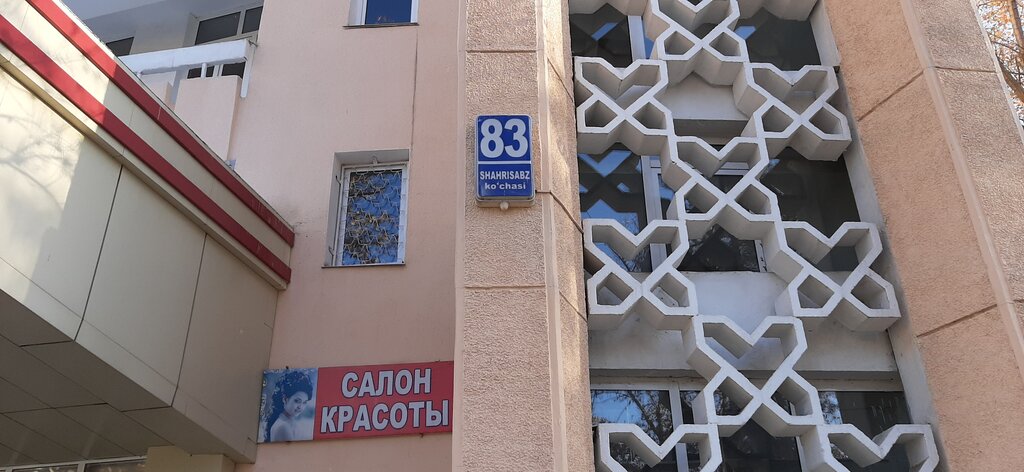 83
SHAHRISABZ
ko'chasi
САЛОН
КРАСОТЫ